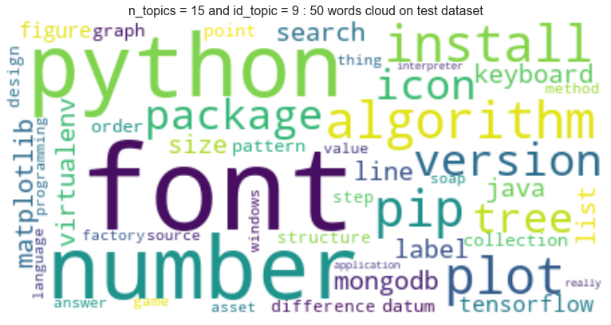 n_topics = 15 and id_topic = 9 : 50 words cloud on test dataset
figure graph point search
thing interpreter
install
python
icon keyboard
method
design
package algorithm
order
size pattern value
version
matplotlib
programming
virtualenv
font
line soap java
step
pip tree list
language
factory source
windows
structure
label collection
number
application
mongodb plot really
answer game asset difference datum tensorflow